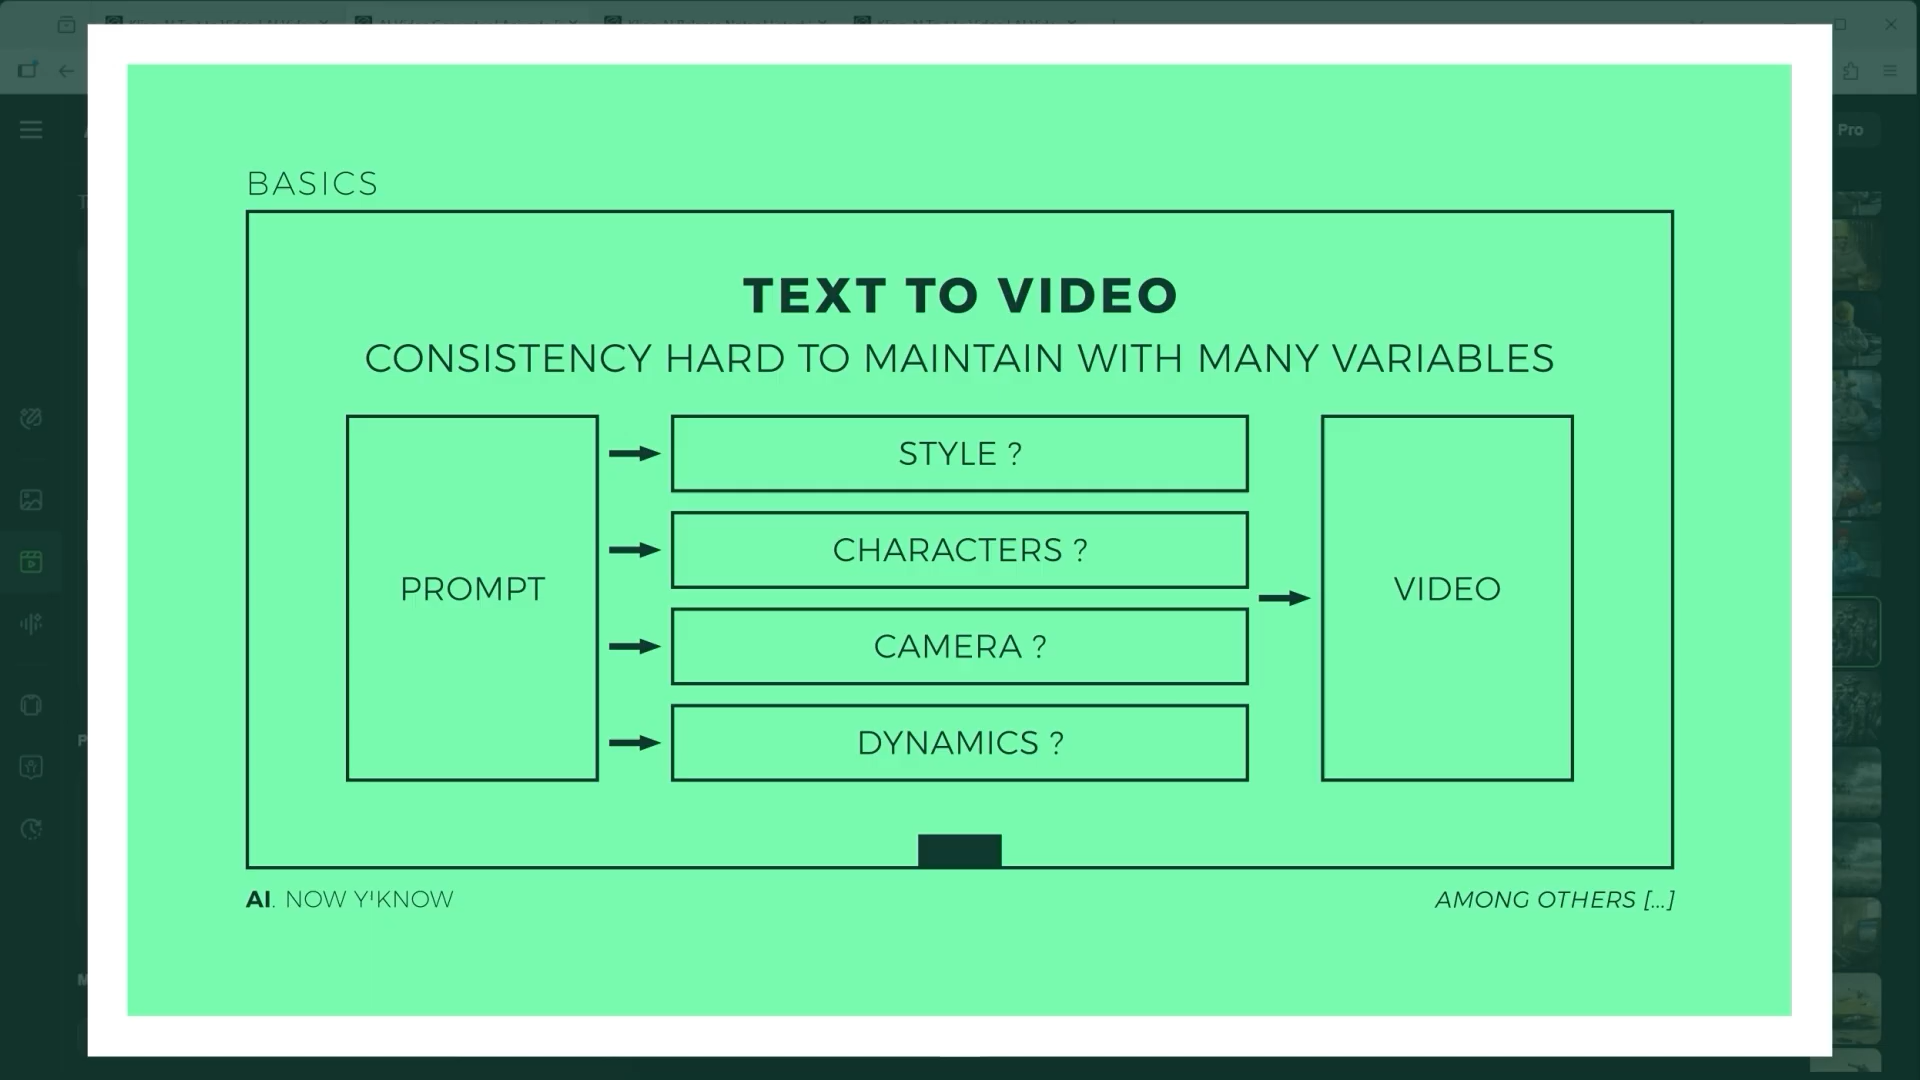 Pro
BASICS
TEXT TO VIDEO
CONSISTENCY HARD TO MAINTAIN WITH MANY VARIABLES
PROMPT
STYLE ?
CHARACTERS ?
CAMERA ?
DYNAMICS ?
VIDEO
AI. NOW Y'KNOW
AMONG OTHERS [...]